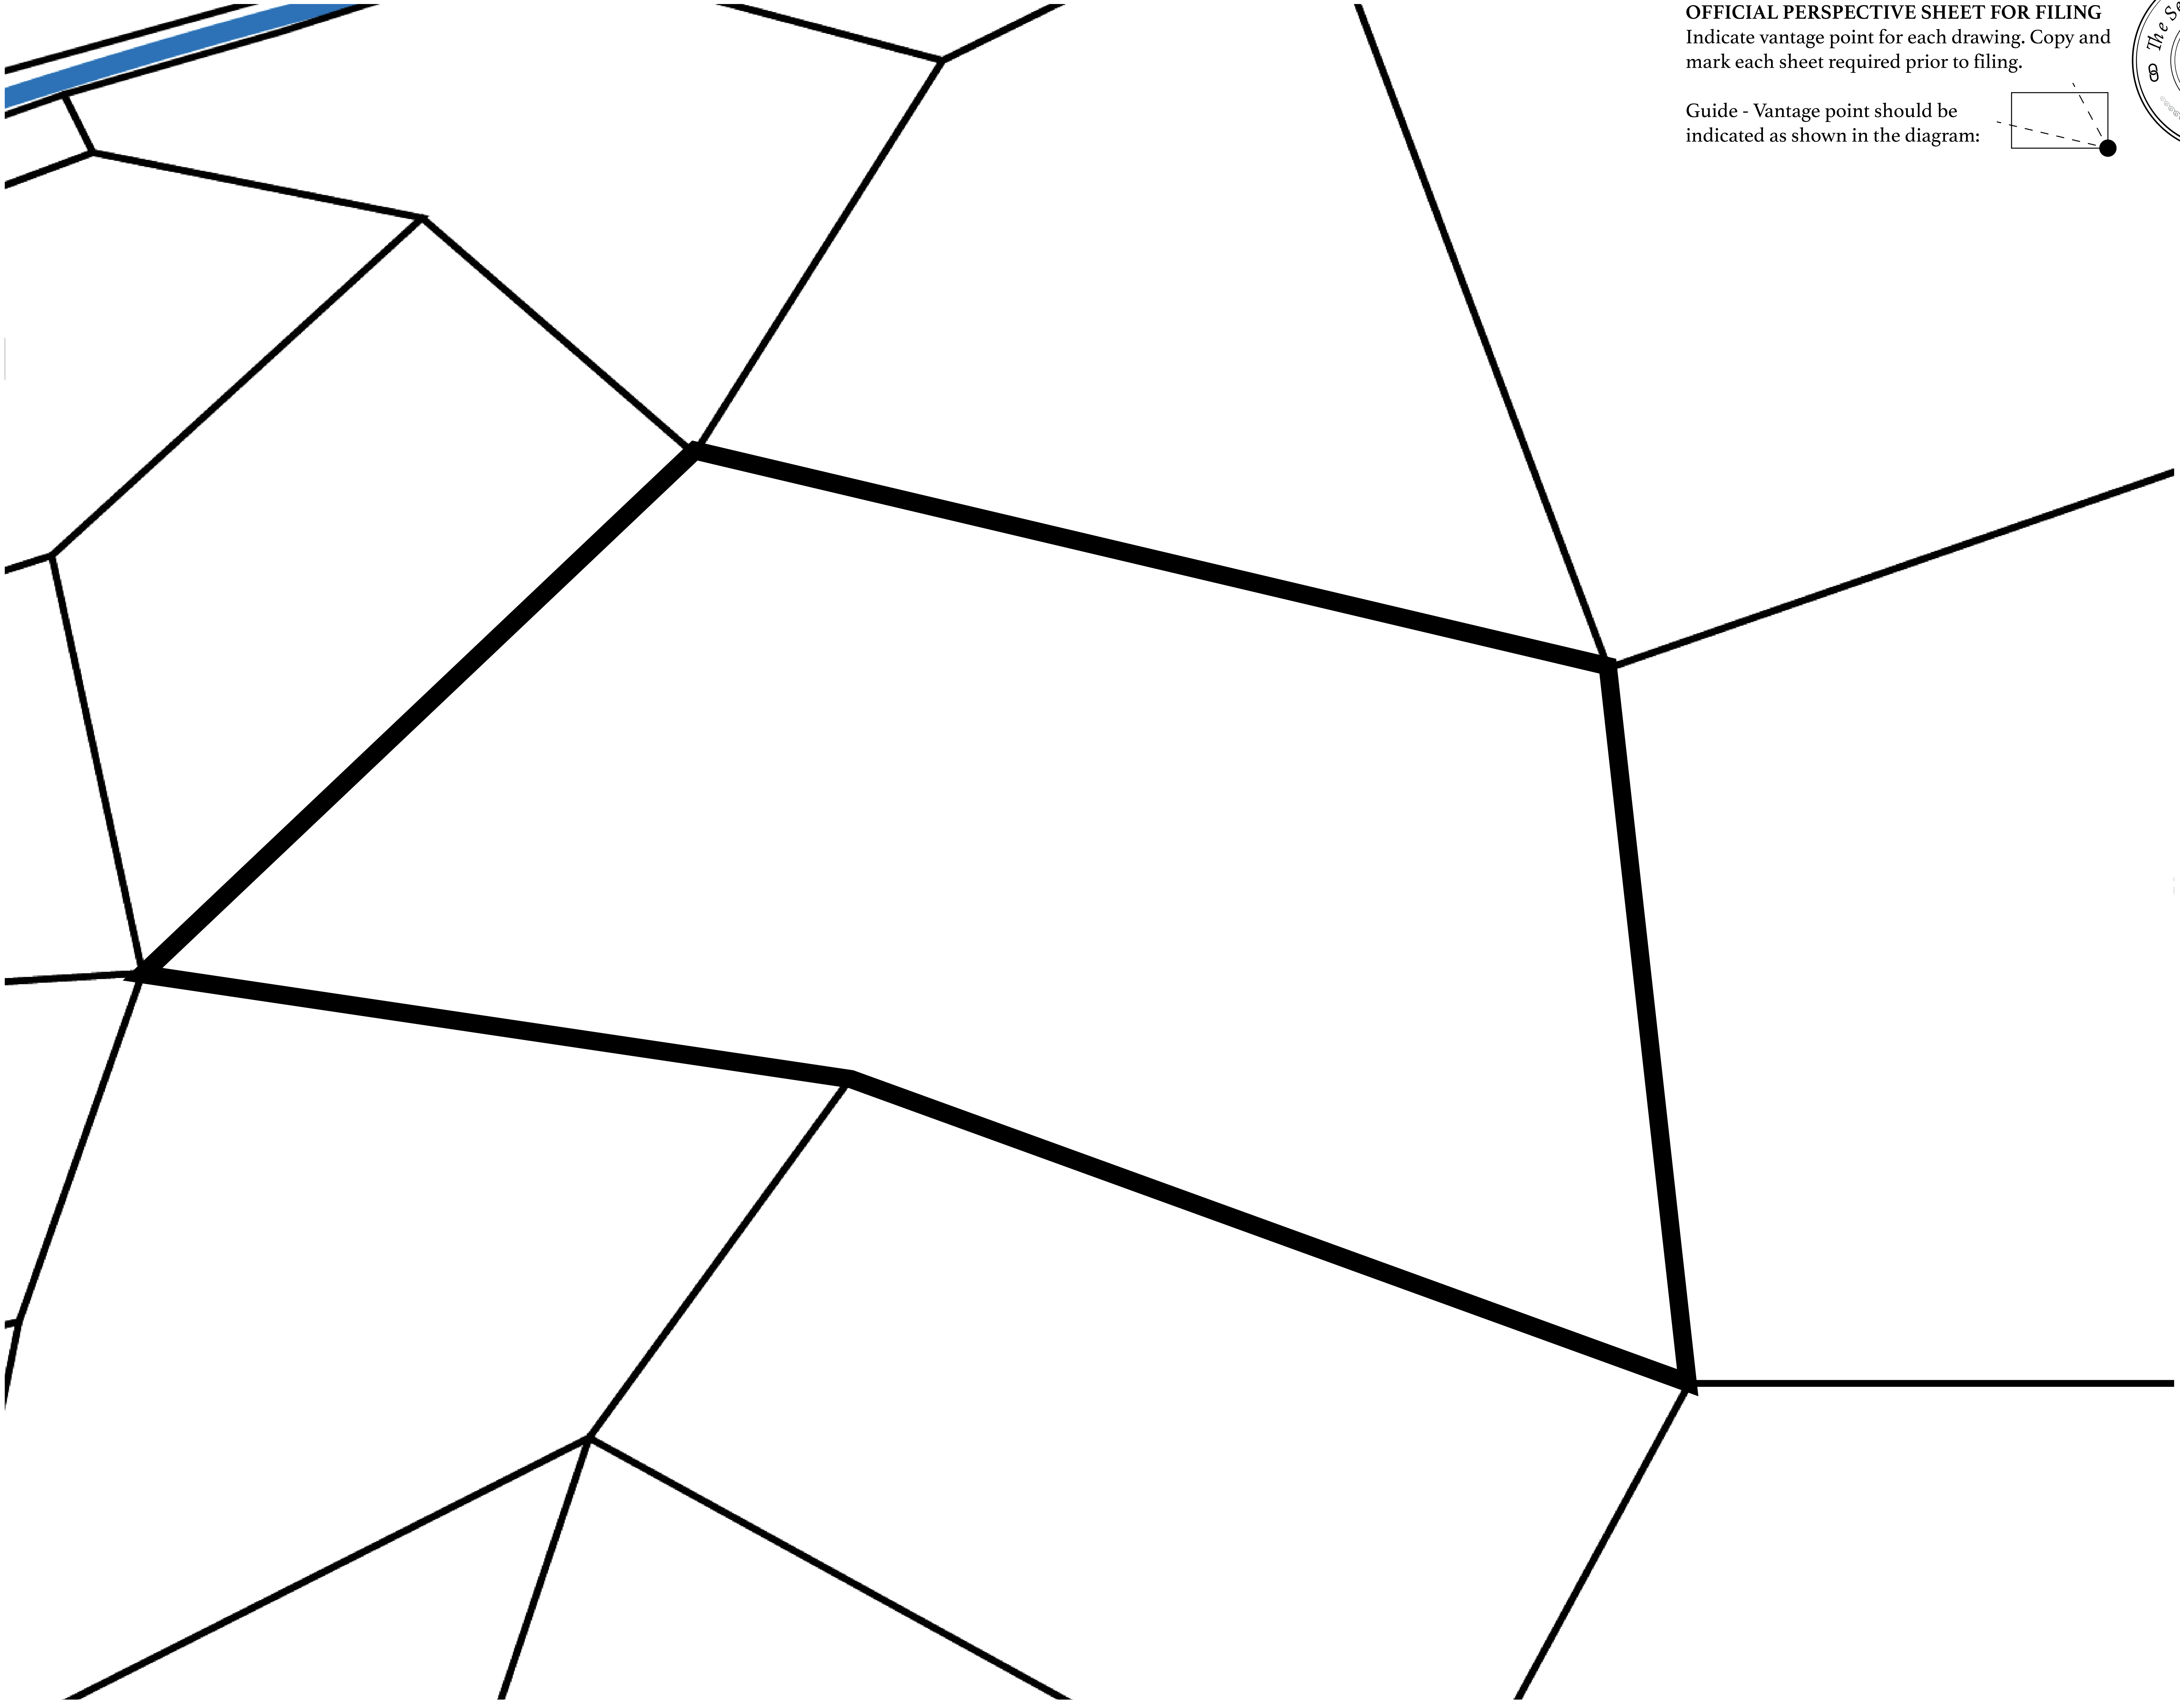 OFFICIAL PERSPECTIVE SHEET FOR FILING
Indicate vantage point for each drawing. Copy and
mark each sheet required prior to filing.
Guide - Vantage point should be
indicated as shown in the diagram:
The